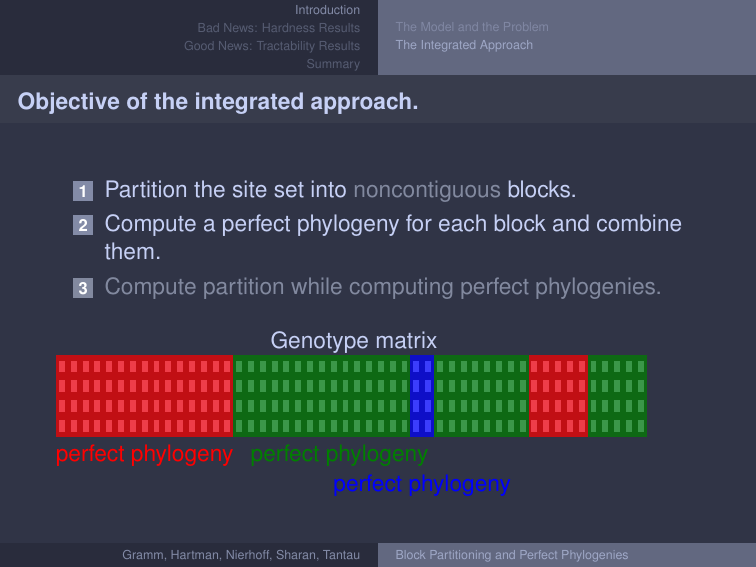 Introduction
Bad News: Hardness Results
Good News: Tractability Results
Summary
The Model and the Problem
The Integrated Approach
Objective of the integrated approach.
1 Partition the site set into noncontiguous blocks.
2 Compute a perfect phylogeny for each block and combine
them.
3 Compute partition while computing perfect phylogenies.
Genotype matrix
perfect phylogeny perfect phylogeny
perfect phylogeny
Gramm, Hartman, Nierhoff, Sharan, Tantau
Block Partitioning and Perfect Phylogenies